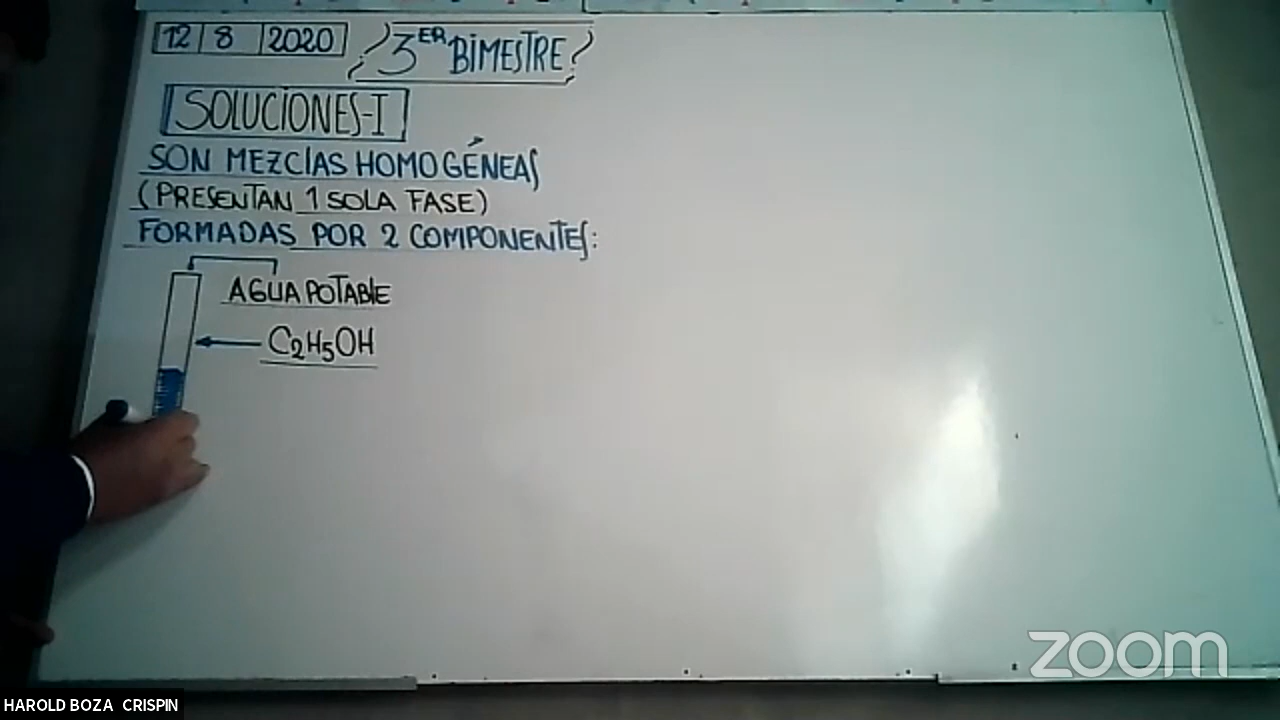 12 8 2020 3ER BIMESTRE
SOLUCIONES-I
SON MEZCLAS HOMOGÉNEAS
(PRESENTAN 1 SOLA FASE)
FORMADAS POR 2 COMPONENTES:
AGUA POTABLE
C2H5OH
zoom
HAROLD BOZA CRISPIN